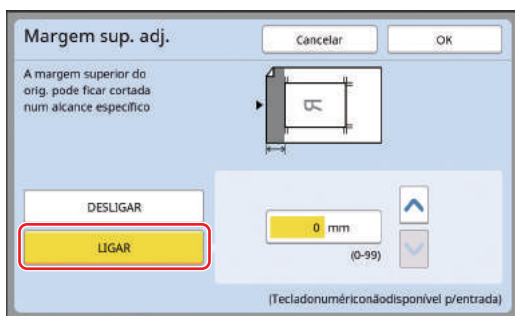 Margem sup. adj.
Cancelar
OK
A margem superior do
orig. pode ficar cortada
num alcance específico
R
DESLIGAR
LIGAR
0 mm
(0-99)
(Tecladonumériconãodisponível p/entrada)